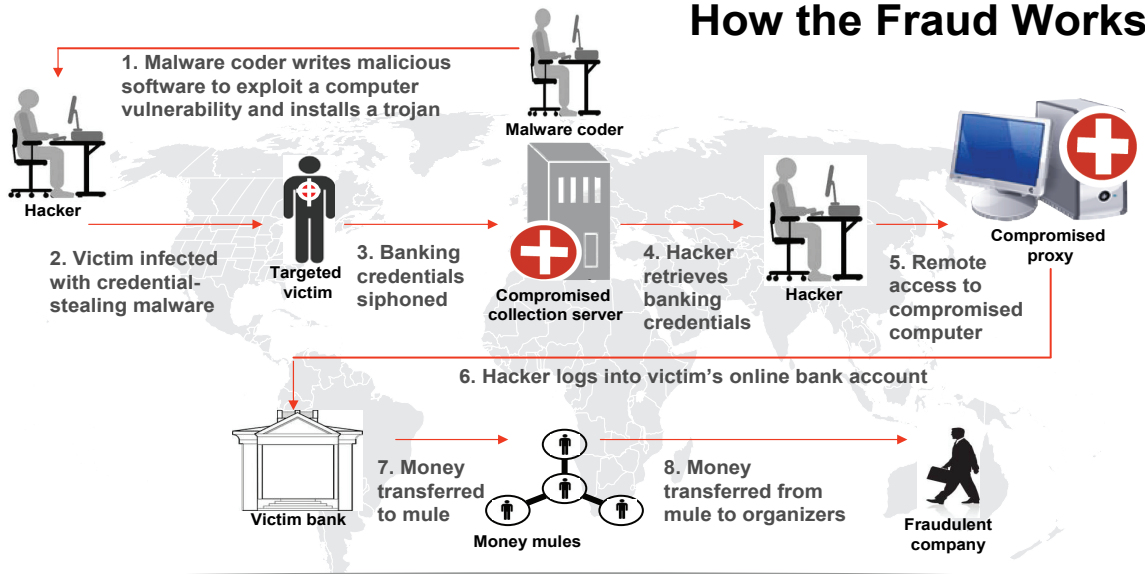 How the Fraud Works
1. Malware coder writes malicious
software to exploit a computer
vulnerability and installs a trojan
Malware coder
Hacker
2. Victim infected
with credential-
stealing malware
Targeted
victim
3. Banking
credentials
siphoned
Compromised
collection server
4. Hacker
retrieves
banking
credentials
Hacker
5. Remote
access to
compromised
computer
Compromised
proxy
6. Hacker logs into victim’s online bank account
Victim bank
7. Money
transferred
to mule
Money mules
8. Money
transferred from
mule to organizers
Fraudulent
company